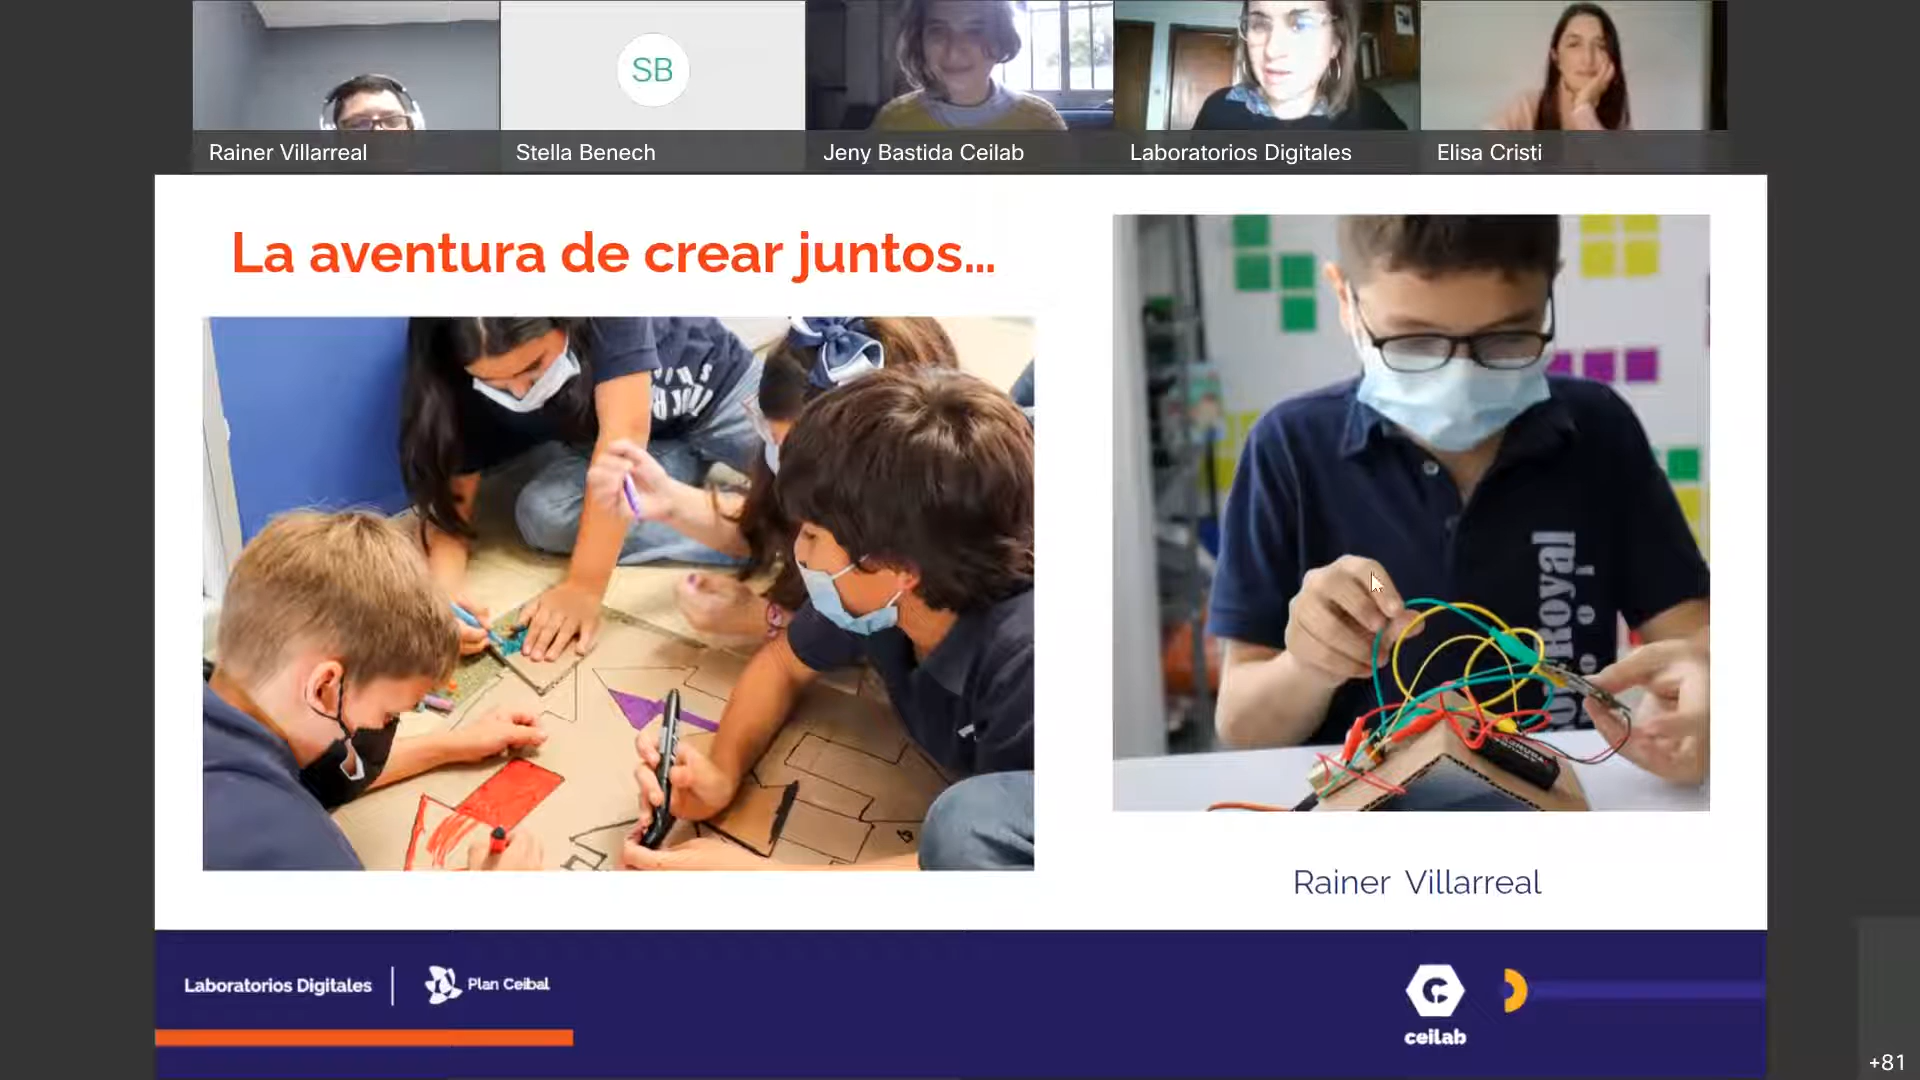 SB
Rainer Villarreal
Stella Benech
Jeny Bastida Ceilab
Laboratorios Digitales
Elisa Cristi
La aventura de crear juntos...
Royal
Rainer Villarreal
Laboratorios Digitales
Plan Ceibal
ceilab
+81